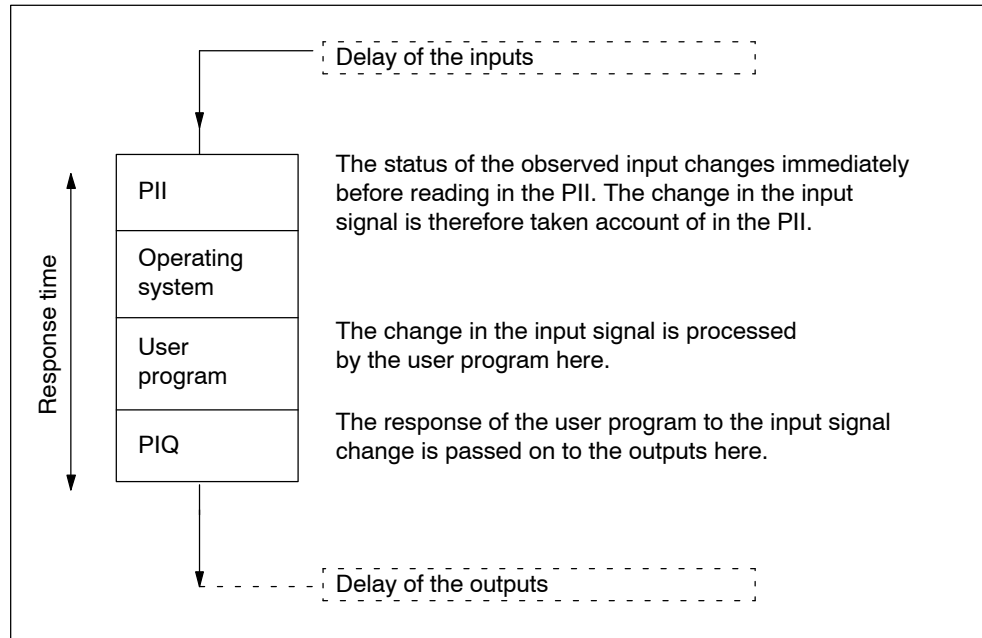 Delay of the inputs
Response time
PII
The status of the observed input changes immediately
before reading in the PII. The change in the input
signal is therefore taken account of in the PII.
Operating
system
User
program
The change in the input signal is processed
by the user program here.
PIQ
The response of the user program to the input signal
change is passed on to the outputs here.
Delay of the outputs